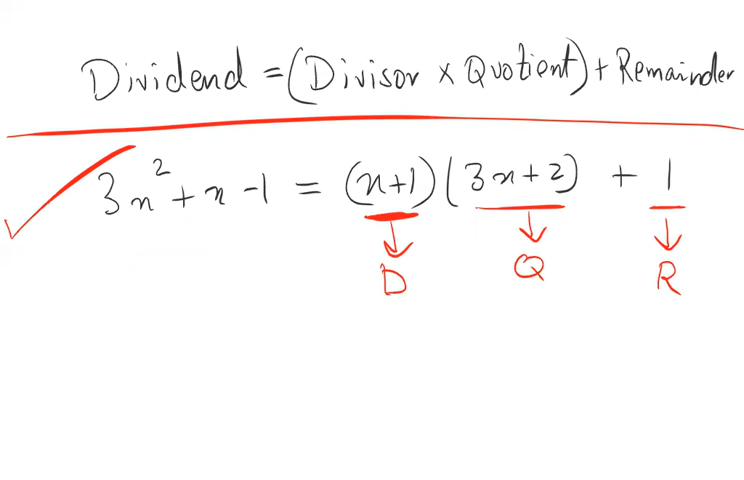 Dividend = (Divisor × Quotient) + Remainder
3x² + x - 1 = (x+1)(3x+2) + 1
D Q R